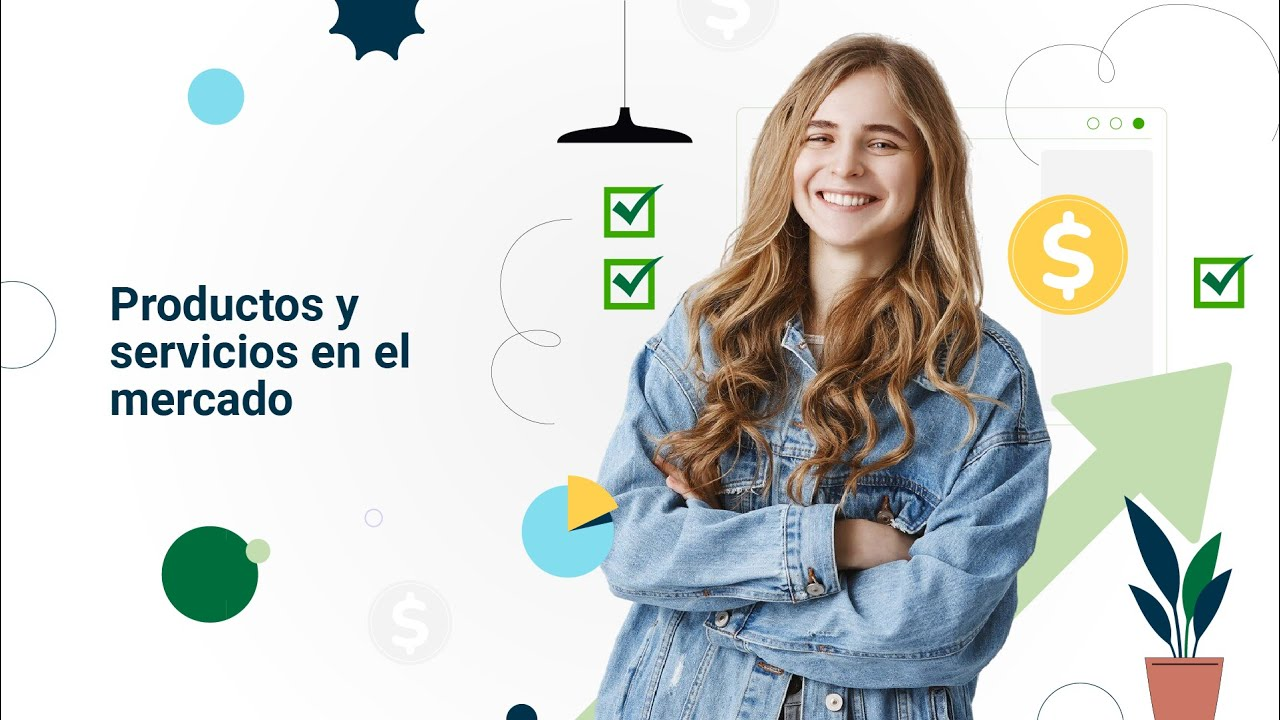 Productos y
servicios en el
mercado
$
$
$